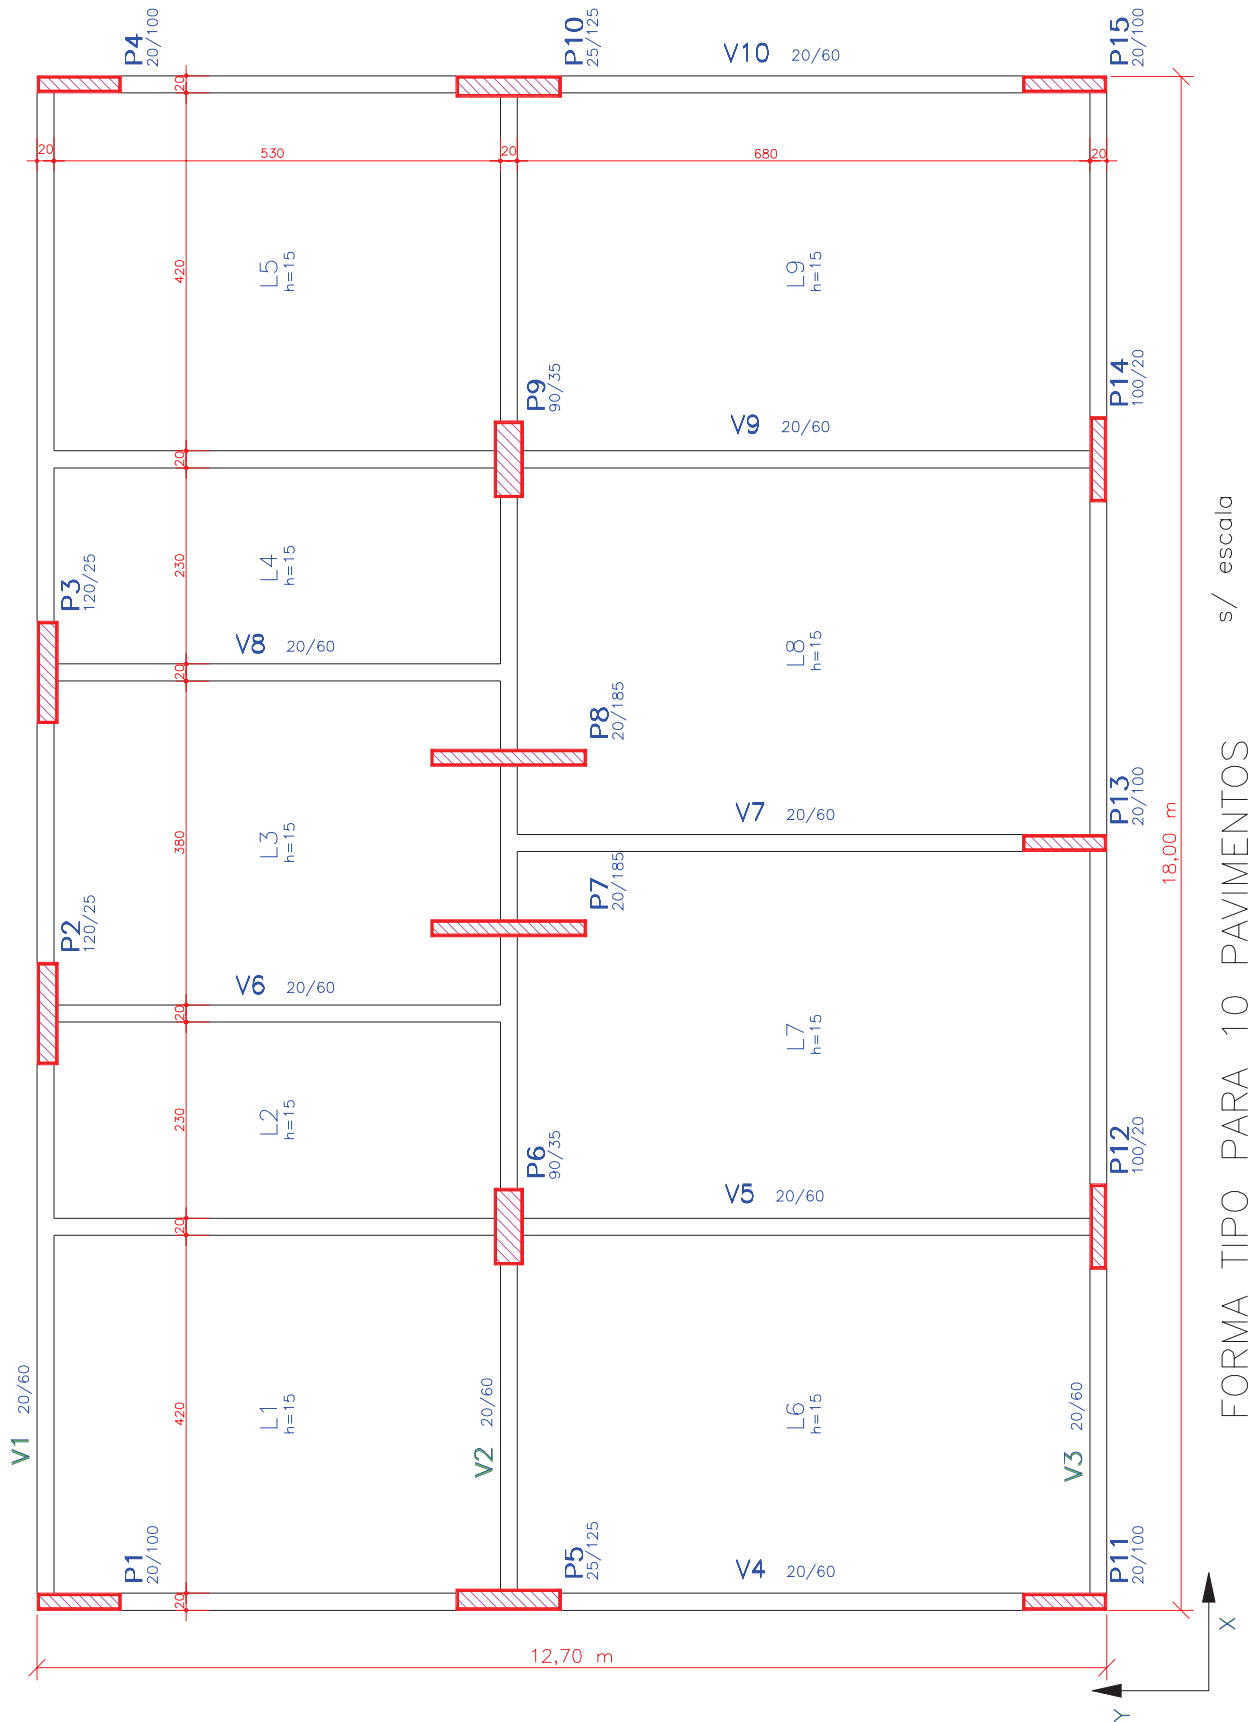 V1 20/60
P2
120/25
P3
120/25
P1
20/100
P4
20/100
20 420 20 230 20 380 20 230 20 420 20
20
530
20
680
20
12,70 m
V6 20/60
V8 20/60
L1
h=15
L2
h=15
L3
h=15
L4
h=15
L5
h=15
V2 20/60
P6
90/35
P9
90/35
P5
25/125
P7
20/185
P8
20/185
P10
25/125
V4 20/60
V5 20/60
V7 20/60
V9 20/60
V10 20/60
L6
h=15
L7
h=15
L8
h=15
L9
h=15
V3 20/60
P11
20/100
P12
100/20
P13
20/100
P14
100/20
P15
20/100
18,00 m
Y
X
FORMA TIPO PARA 10 PAVIMENTOS s/ escala